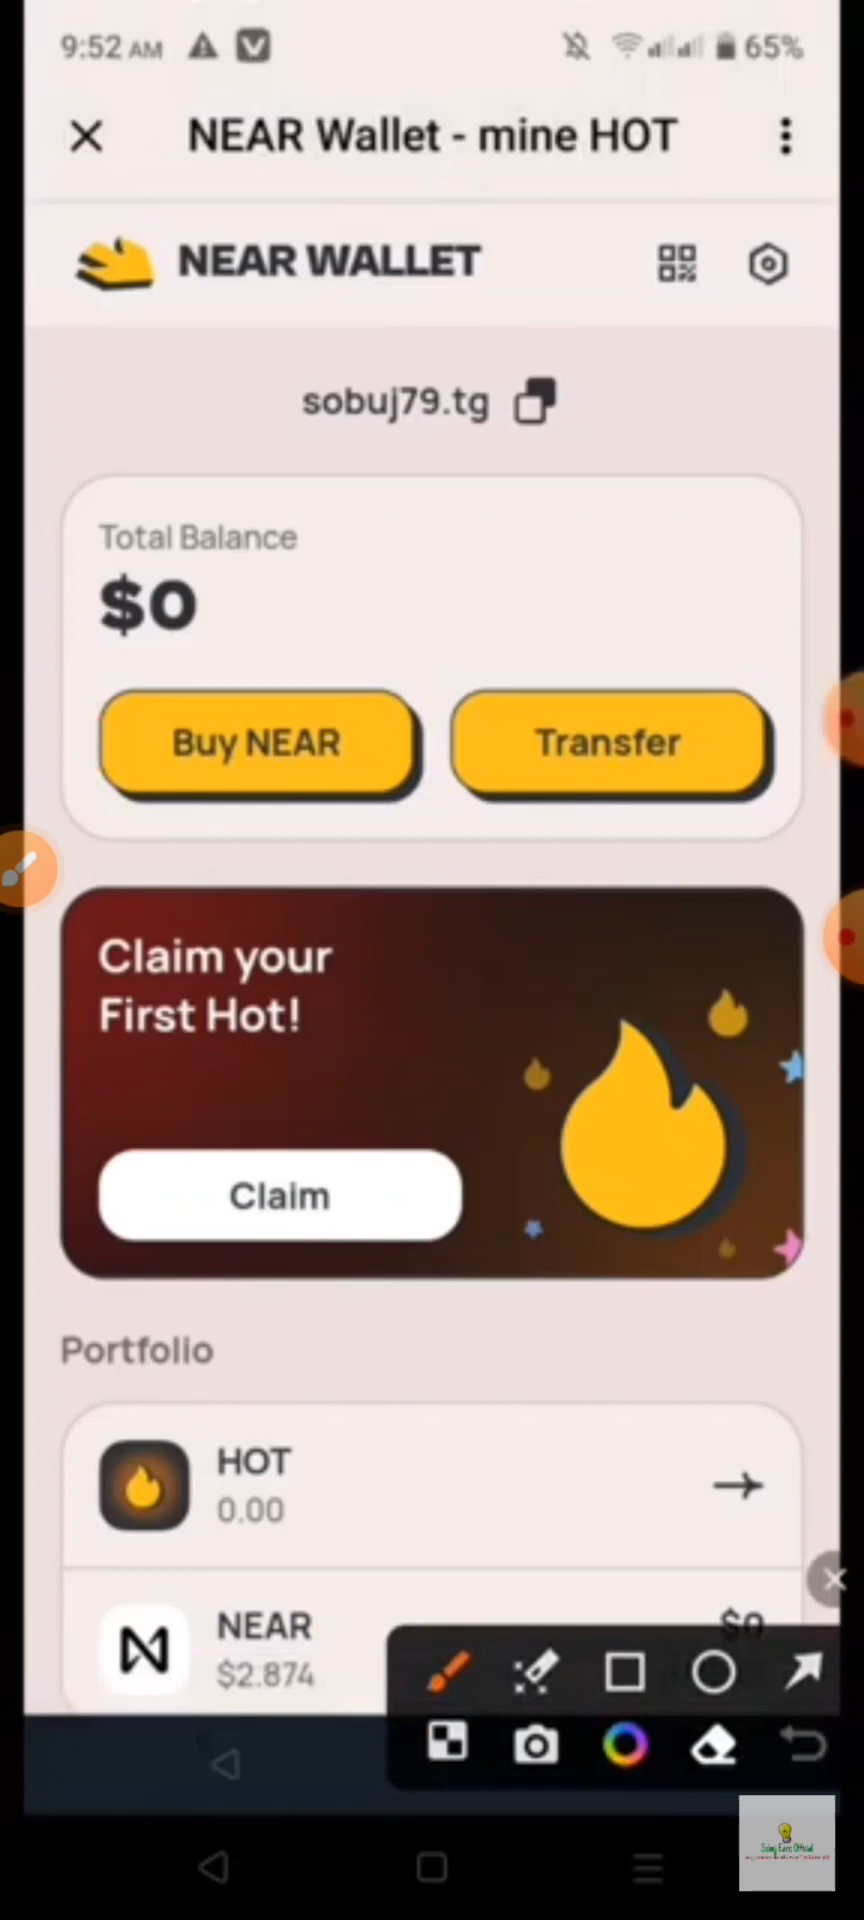 9:52 AM
65%
NEAR Wallet - mine HOT
NEAR WALLET
sobuj79.tg
Total Balance
$0
Buy NEAR
Transfer
Claim your
First Hot!
Claim
Portfolio
HOT
0.00
NEAR
$0
$2.874